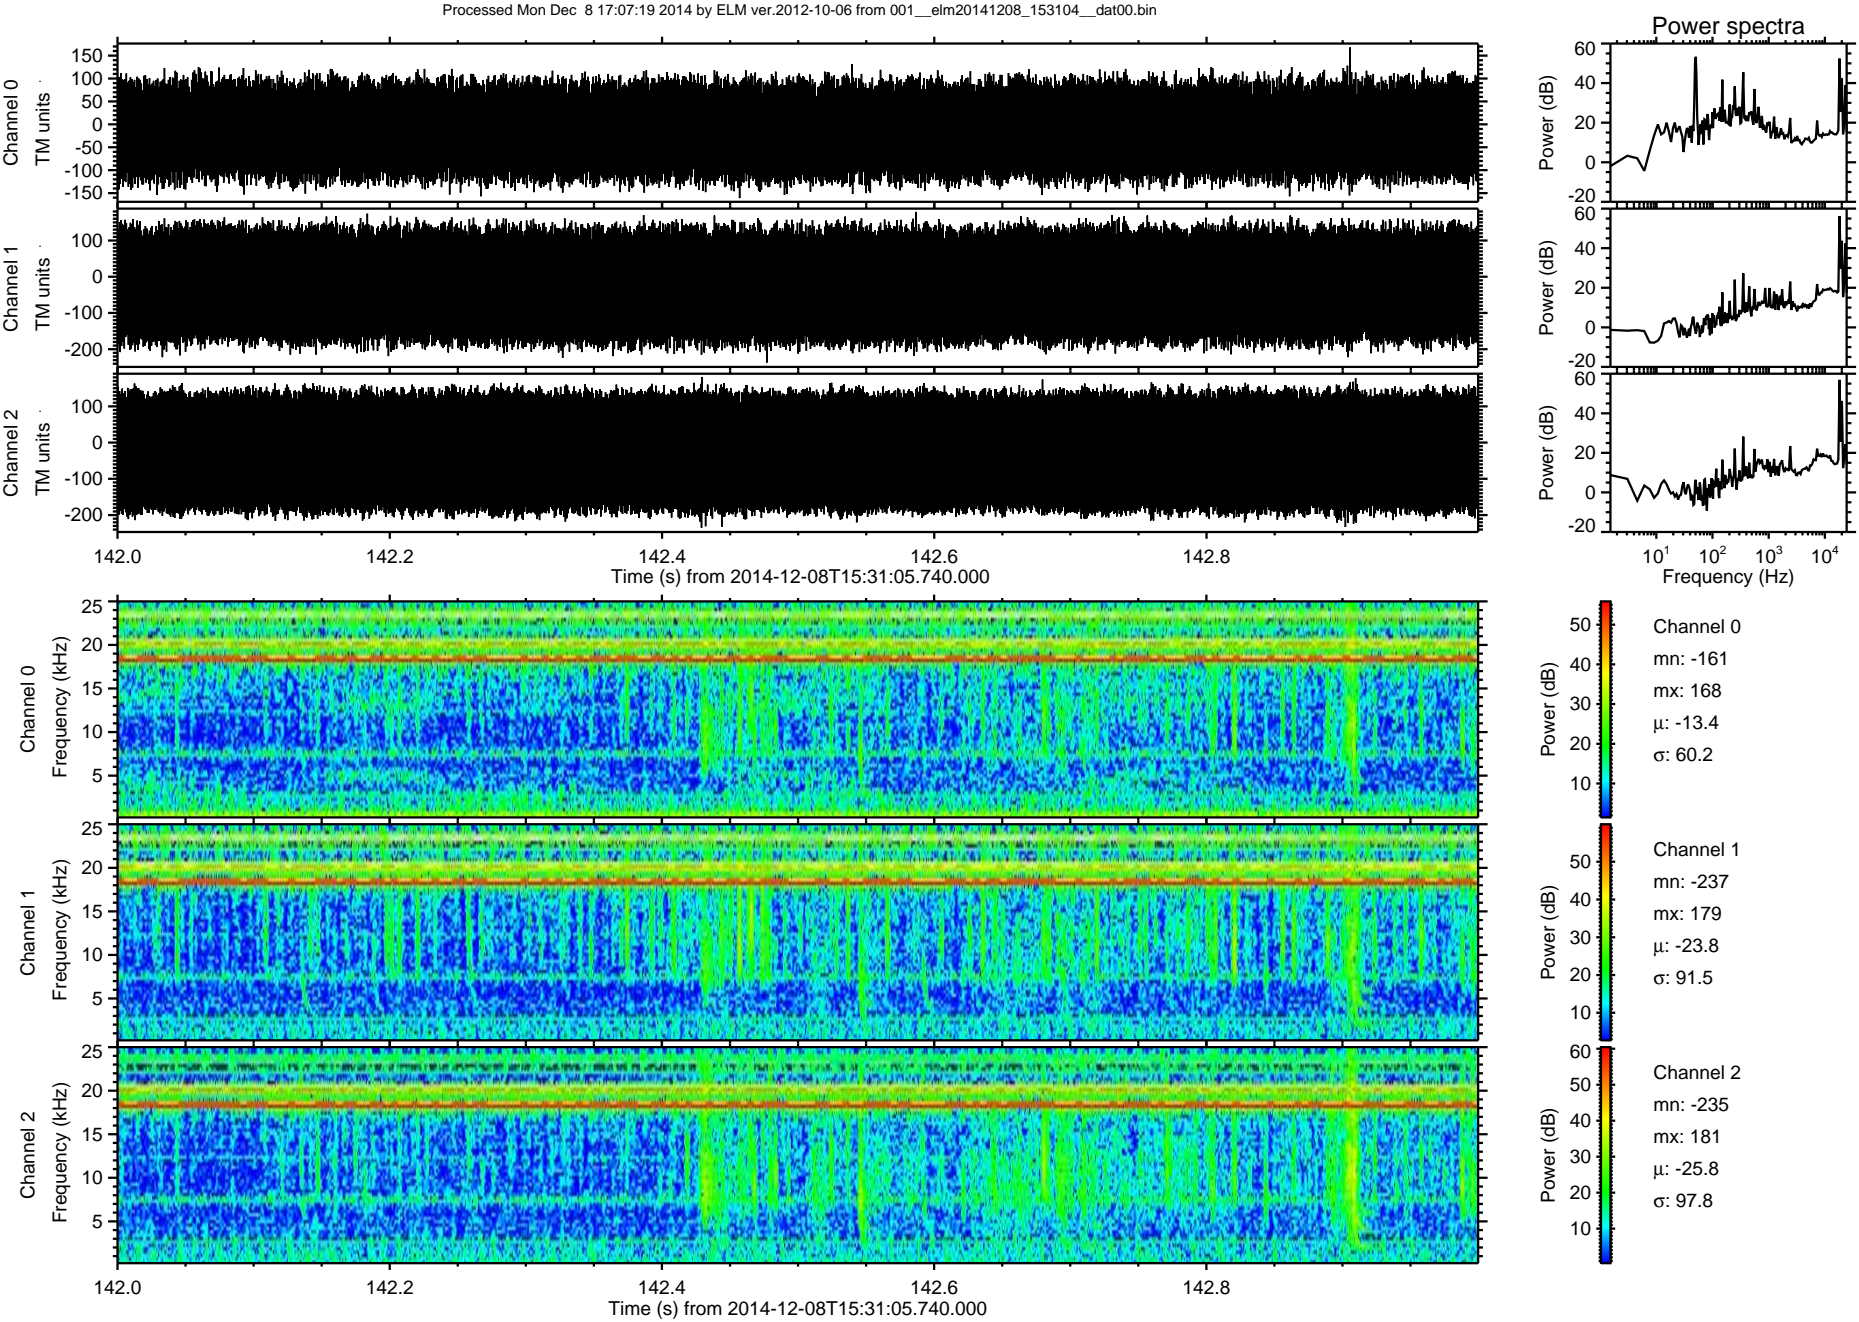 Processed Mon Dec  8 17:07:19 2014 by ELM ver.2012-10-06 from 001__elm20141208_153104__dat00.bin
Power spectra
Channel 0
TM units
150
100
50
0
-50
-100
-150
Power (dB)
60
40
20
0
-20
Channel 1
TM units
100
0
-100
-200
Power (dB)
60
40
20
0
-20
Channel 2
TM units
100
0
-100
-200
Power (dB)
60
40
20
0
-20
142.0 142.2 142.4 142.6 142.8
Time (s) from 2014-12-08T15:31:05.740.000
10^1 10^2 10^3 10^4
Frequency (Hz)
Channel 0
Frequency (kHz)
25
20
15
10
5
Power (dB)
50
40
30
20
10
Channel 0
mn: -161
mx: 168
μ: -13.4
σ: 60.2
Channel 1
Frequency (kHz)
25
20
15
10
5
Power (dB)
50
40
30
20
10
Channel 1
mn: -237
mx: 179
μ: -23.8
σ: 91.5
Channel 2
Frequency (kHz)
25
20
15
10
5
Power (dB)
60
50
40
30
20
10
Channel 2
mn: -235
mx: 181
μ: -25.8
σ: 97.8
142.0 142.2 142.4 142.6 142.8
Time (s) from 2014-12-08T15:31:05.740.000